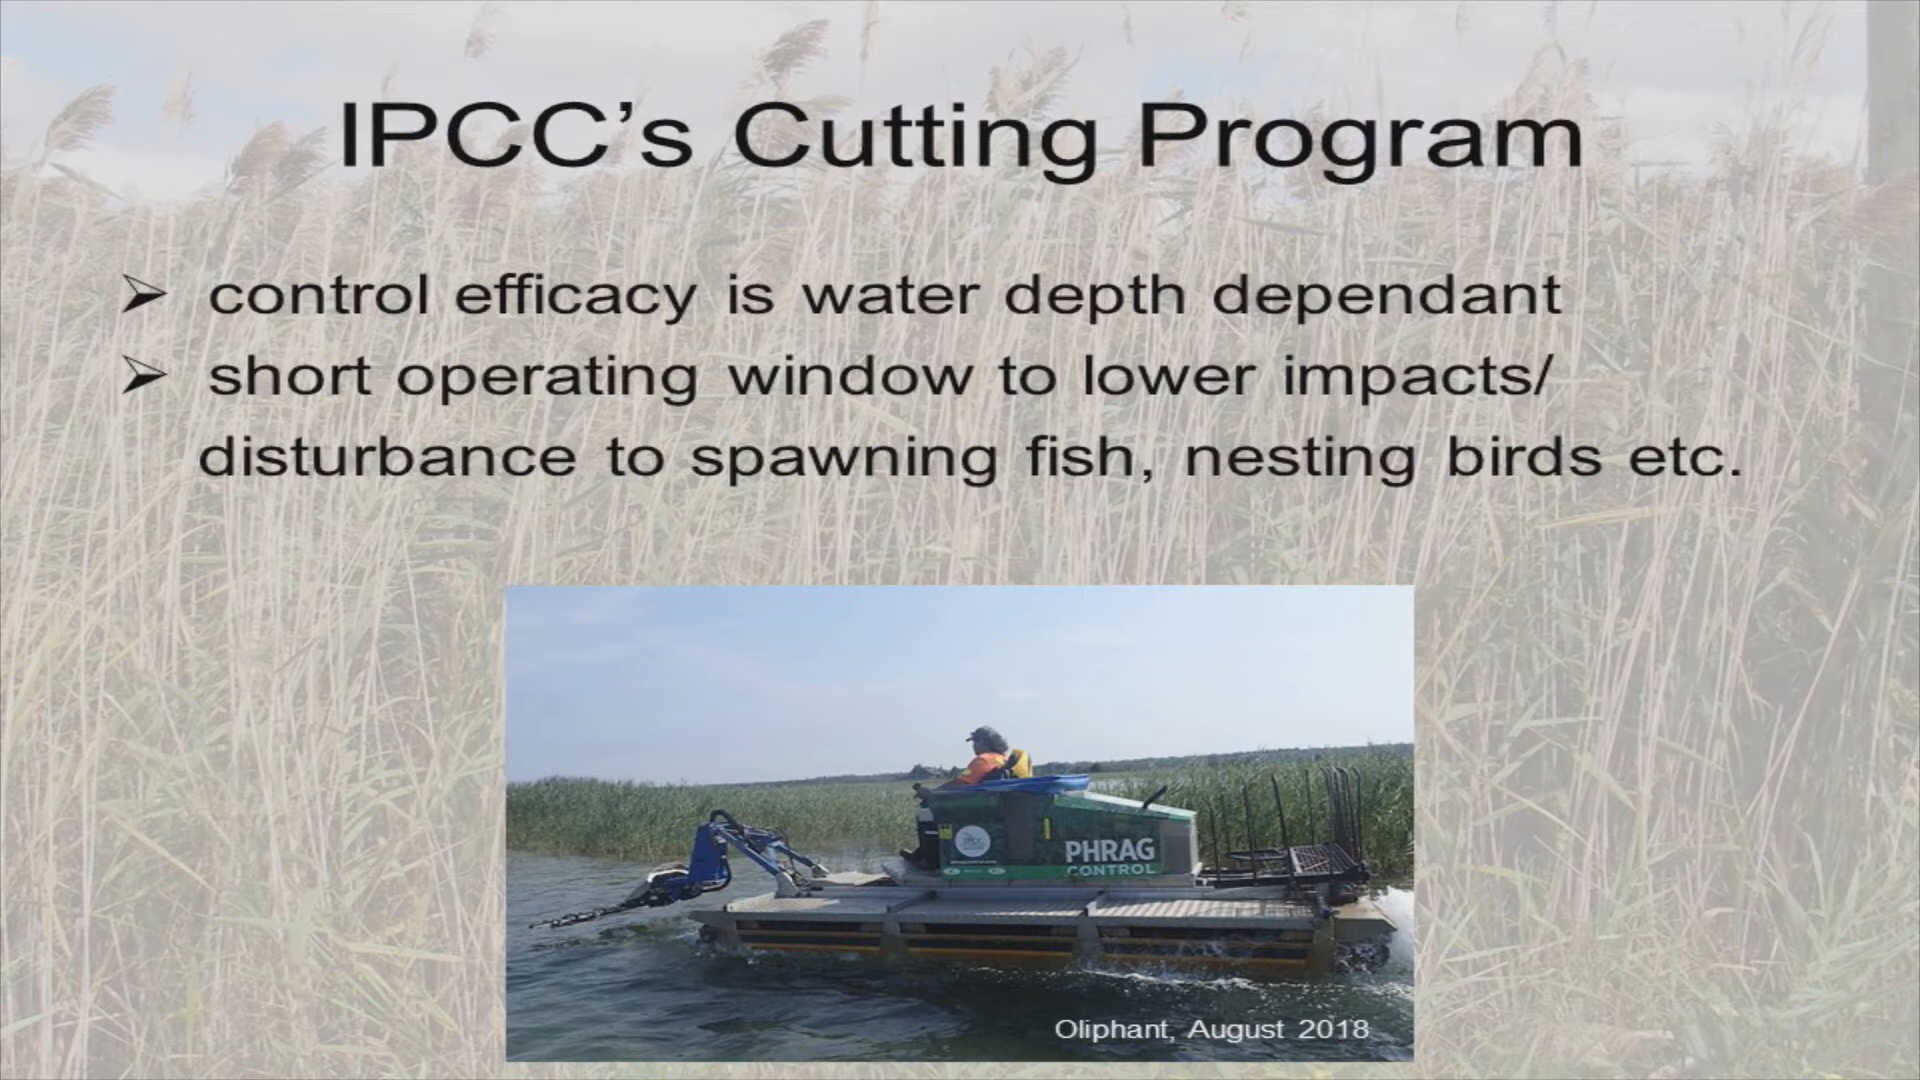 IPCC’s Cutting Program
➢ control efficacy is water depth dependant
➢ short operating window to lower impacts/
disturbance to spawning fish, nesting birds etc.
PHRAG
CONTROL
Oliphant, August 2018